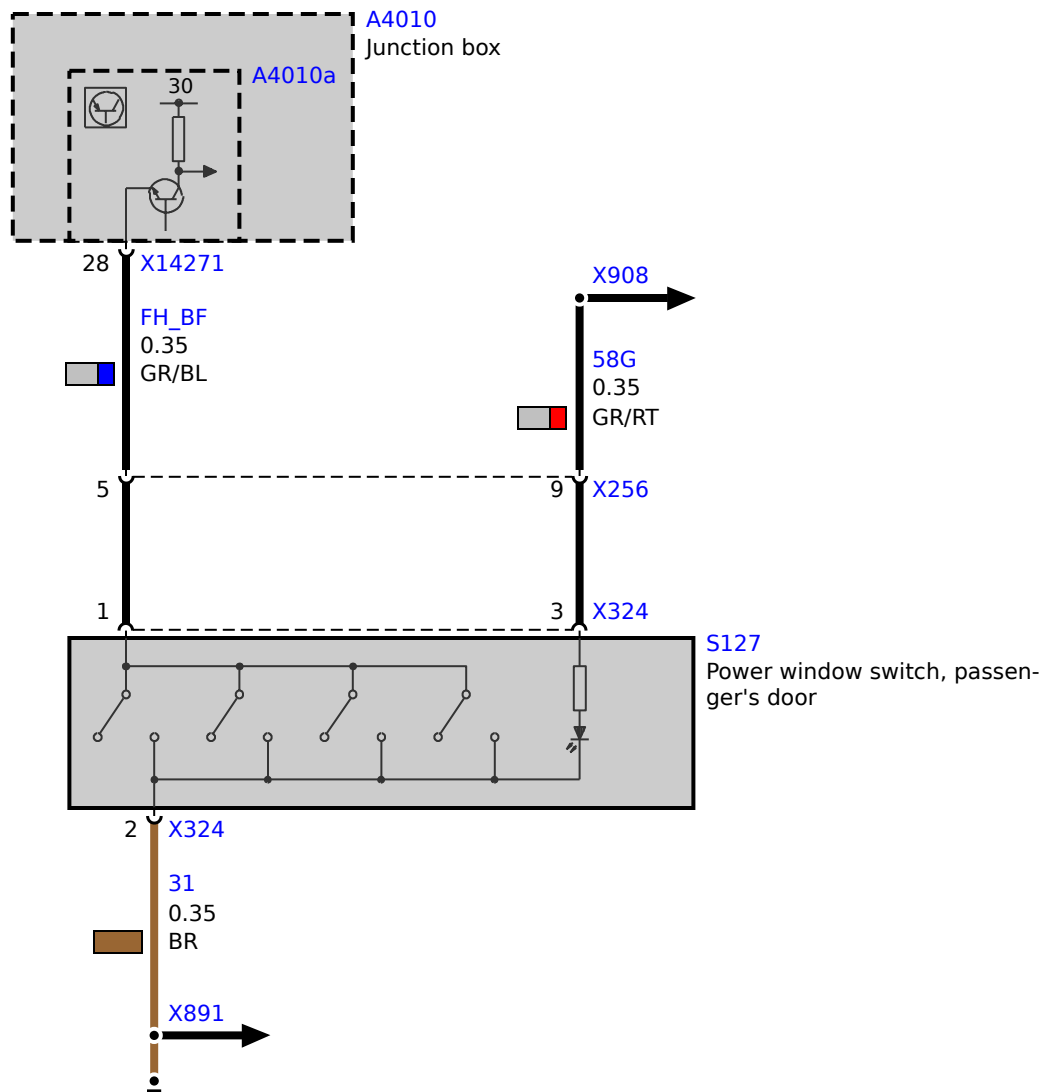 A4010
Junction box
A4010a
30
28 X14271
X908
FH_BF
0.35
GR/BL
58G
0.35
GR/RT
5
9 X256
1
3 X324
S127
Power window switch, passen-
ger's door
2 X324
31
0.35
BR
X891